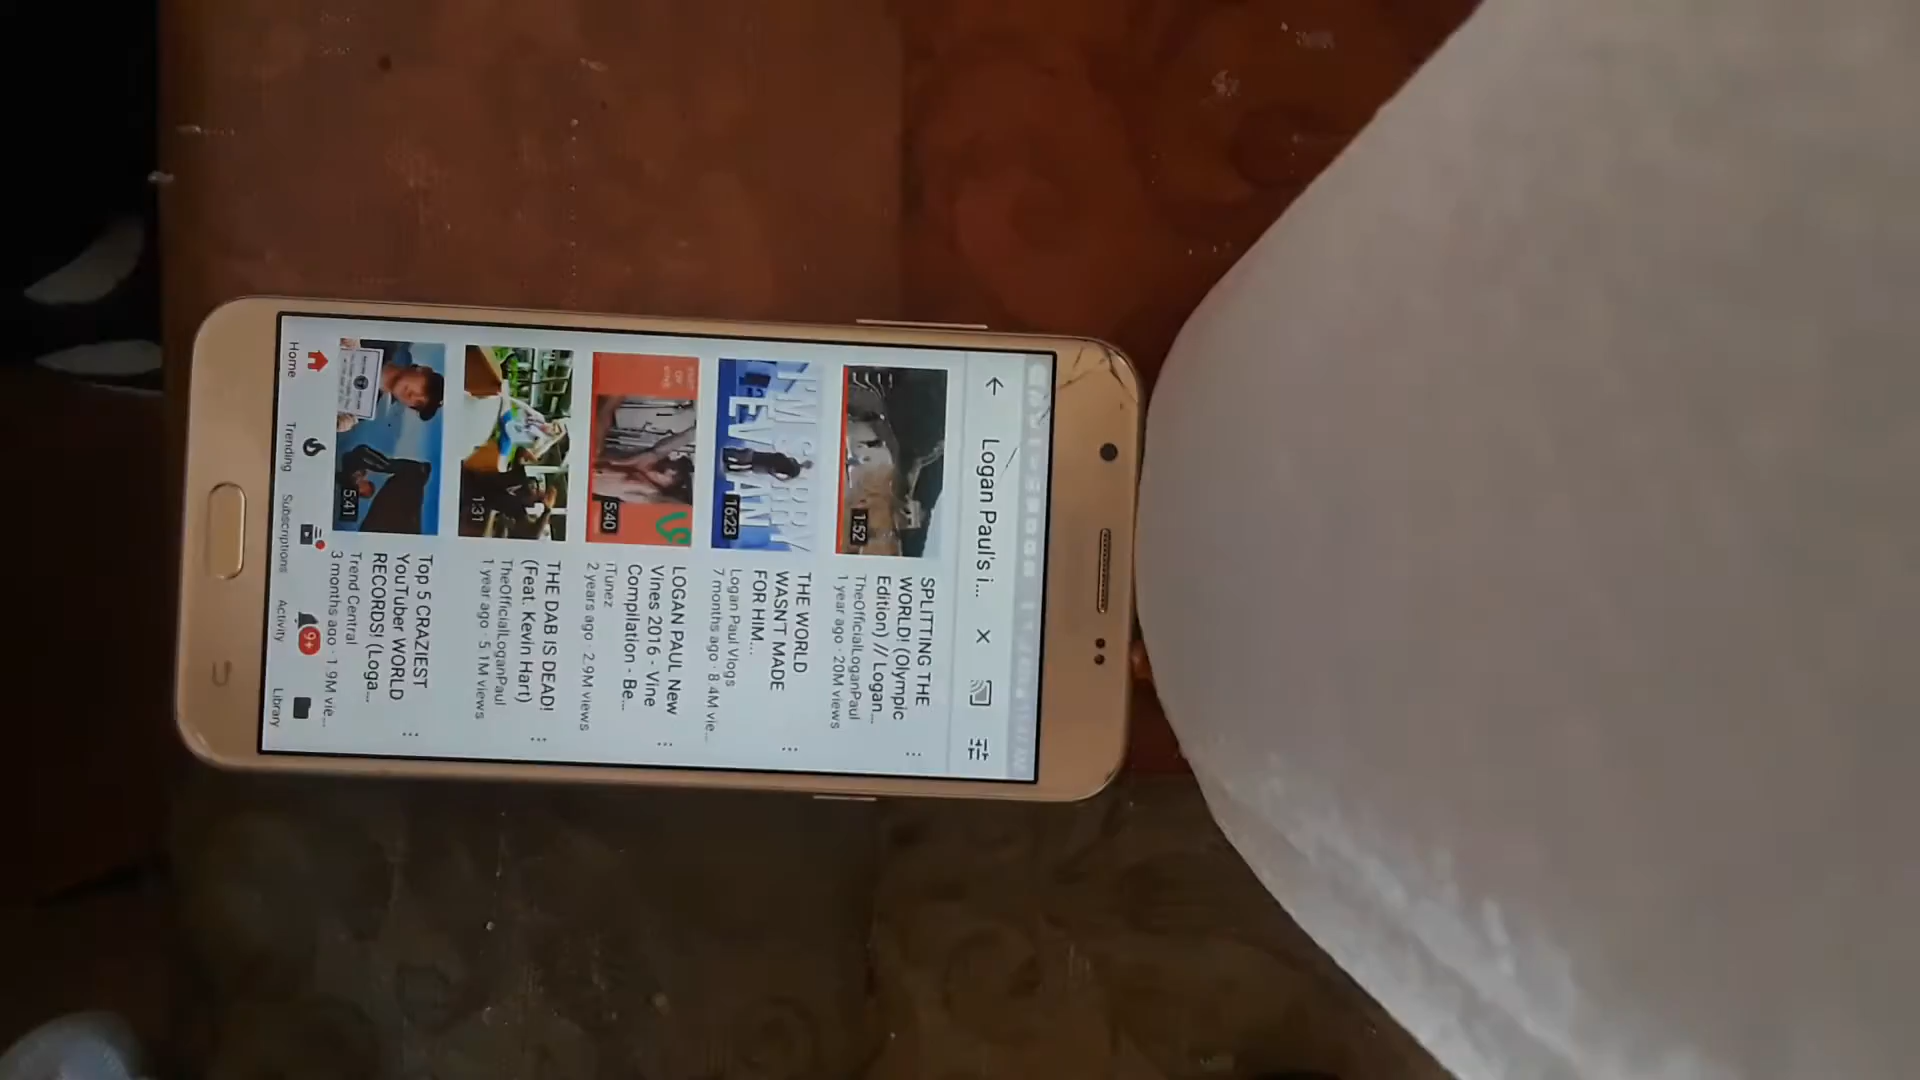 Logan Paul's i...
1:52
SPLITTING THE
WORLD! (Olympic
Edition) // Logan...
TheOfficialLoganPaul
1 year ago · 20M views
I'M SORRY
EVAN
16:23
THE WORLD
WASN'T MADE
FOR HIM...
Logan Paul Vlogs
7 months ago · 8.4M vie...
5:40
LOGAN PAUL New
Vines 2016 - Vine
Compilation - Be...
iTunez
2 years ago · 2.9M views
1:31
THE DAB IS DEAD!
(Feat. Kevin Hart)
TheOfficialLoganPaul
1 year ago · 5.1M views
5:41
Top 5 CRAZIEST
YouTuber WORLD
RECORDS! (Loga...
Trend Central
3 months ago · 1.9M vie...
9+
Home
Trending
Subscriptions
Activity
Library